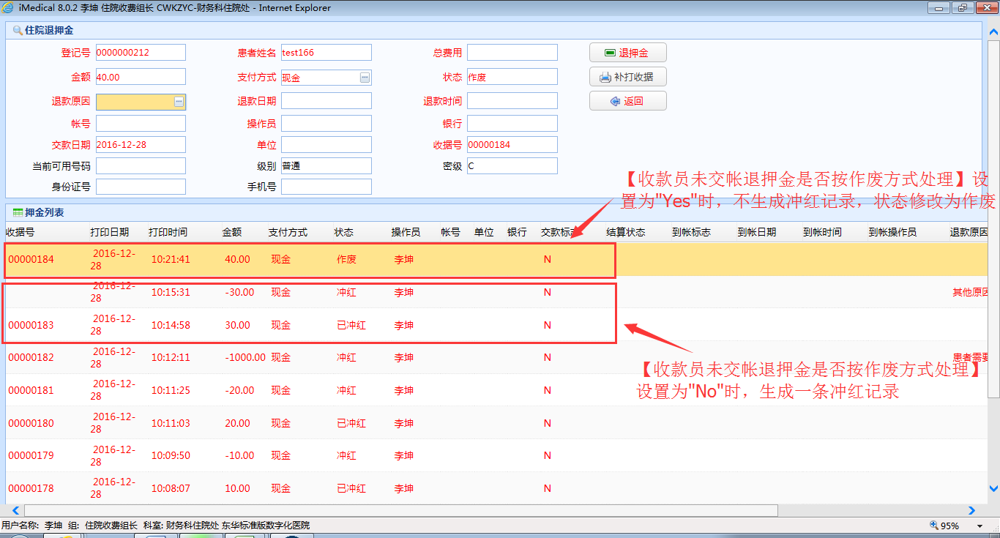 iMedical 8.0.2 李坤 住院收费组长 CWKZYC-财务科住院处 - Internet Explorer
住院退押金
登记号 0000000212 患者姓名 test166 总费用 退押金
金额 40.00 支付方式 现金 状态 作废 补打收据
退款原因 退款日期 退款时间 返回
帐号 操作员 银行
交款日期 2016-12-28 单位 收据号 00000184
当前可用号码 级别 普通 密级 C
身份证号 手机号
【收款员未交帐退押金是否按作废方式处理】设
置为"Yes"时，不生成冲红记录，状态修改为作废
押金列表
收据号 打印日期 打印时间 金额 支付方式 状态 操作员 帐号 单位 银行 交款标志 结算状态 到帐标志 到帐日期 到帐时间 到帐操作员 退款原因
00000184 2016-12-28 10:21:41 40.00 现金 作废 李坤 N
2016-12-28 10:15:31 -30.00 现金 冲红 李坤 N 其他原因
00000183 2016-12-28 10:14:58 30.00 现金 已冲红 李坤 N
00000182 2016-12-28 10:12:11 -1000.00 现金 冲红 李坤 N 患者需要
【收款员未交帐退押金是否按作废方式处理】
设置为"No"时，生成一条冲红记录
00000181 2016-12-28 10:11:25 -20.00 现金 冲红 李坤 N
00000180 2016-12-28 10:11:03 20.00 现金 已冲红 李坤 N
00000179 2016-12-28 10:09:50 -10.00 现金 冲红 李坤 N
00000178 2016-12-28 10:08:07 10.00 现金 已冲红 李坤 N
用户名称: 李坤 组: 住院收费组长 科室: 财务科住院处 东华标准版数字化医院
95%